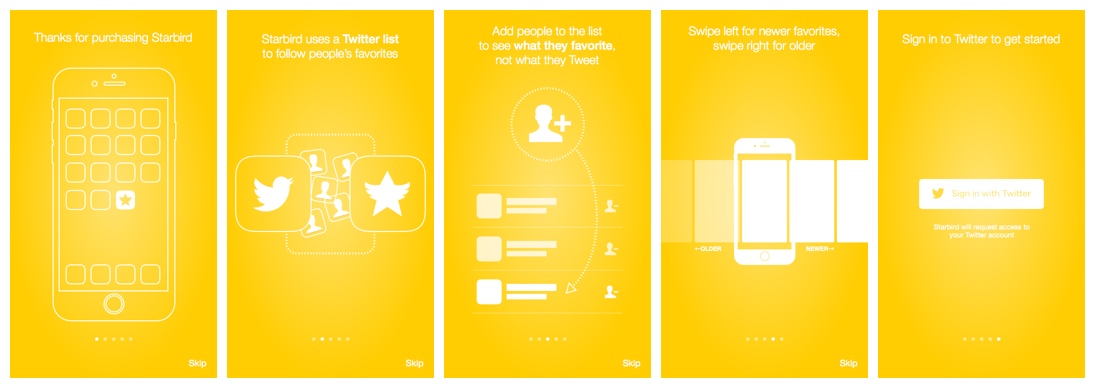 Thanks for purchasing Starbird
Skip
Starbird uses a Twitter list
to follow people's favorites
Skip
Add people to the list
to see what they favorite,
not what they Tweet
Skip
Swipe left for newer favorites,
swipe right for older
←OLDER
NEWER→
Skip
Sign in to Twitter to get started
Sign in with Twitter
Starbird will request access to
your Twitter account